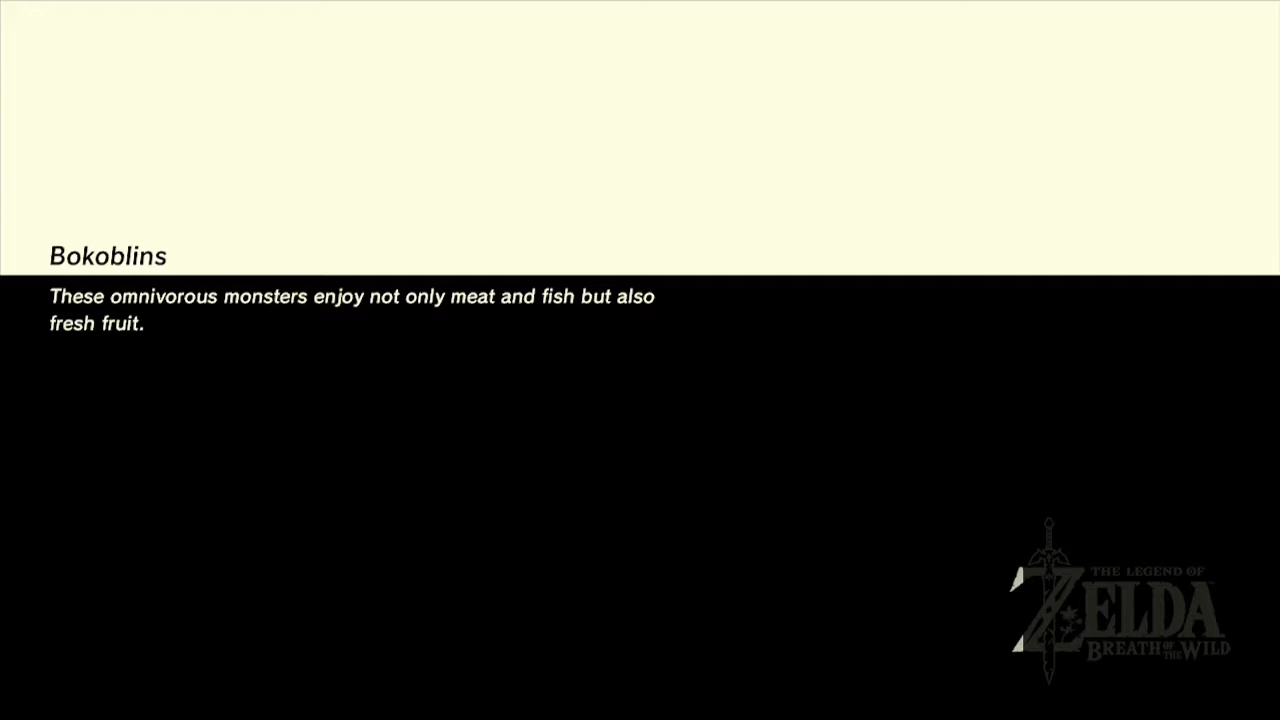 Bokoblins
These omnivorous monsters enjoy not only meat and fish but also
fresh fruit.
THE LEGEND OF
ZELDA
BREATH OF THE WILD